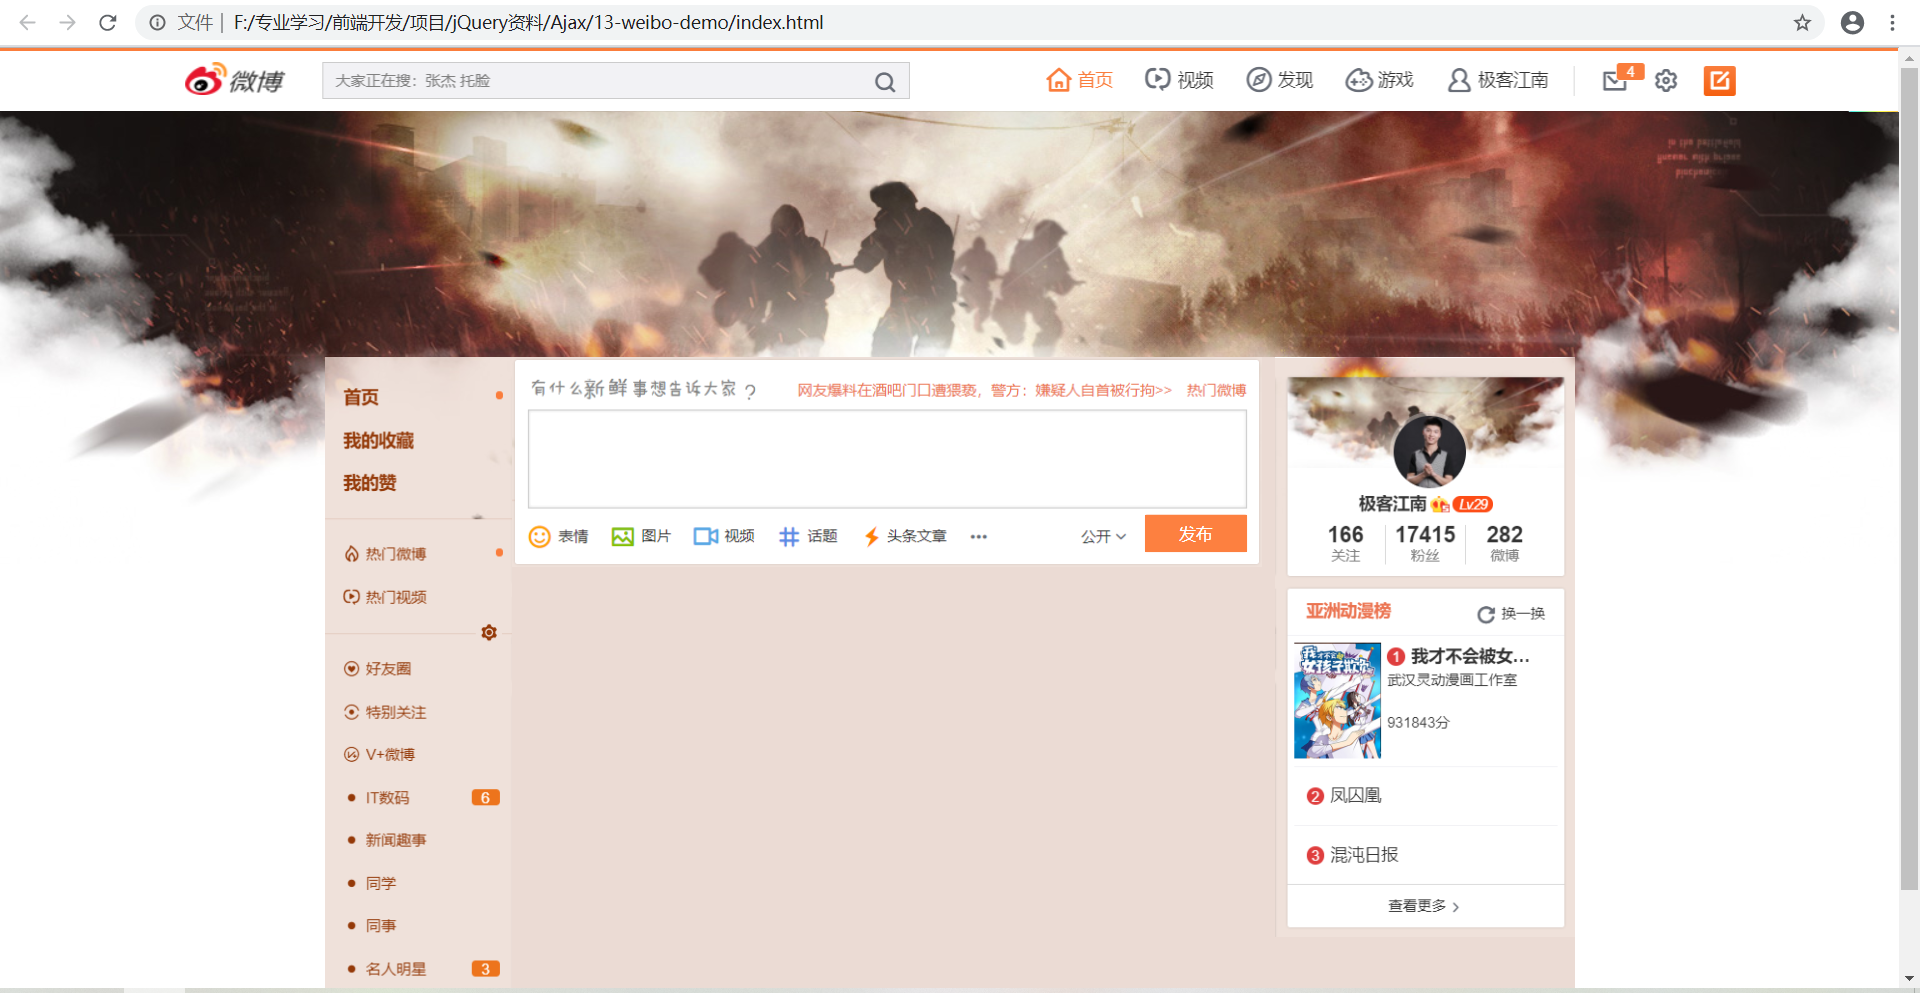 文件 | F:/专业学习/前端开发/项目/jQuery资料/Ajax/13-weibo-demo/index.html
微博
大家正在搜：张杰 托脸
首页 视频 发现 游戏 极客江南 4
首页
我的收藏
我的赞
热门微博
热门视频
好友圈
特别关注
V+微博
IT数码 6
新闻趣事
同学
同事
名人明星 3
有什么新鲜事想告诉大家？
网友爆料在酒吧门口遭猥亵，警方：嫌疑人自首被行拘>> 热门微博
表情 图片 视频 话题 头条文章 ••• 公开 发布
极客江南 Lv29
166 17415 282
关注 粉丝 微博
亚洲动漫榜 换一换
1 我才不会被女...
武汉灵动漫画工作室
931843分
2 凤囚凰
3 混沌日报
查看更多 >